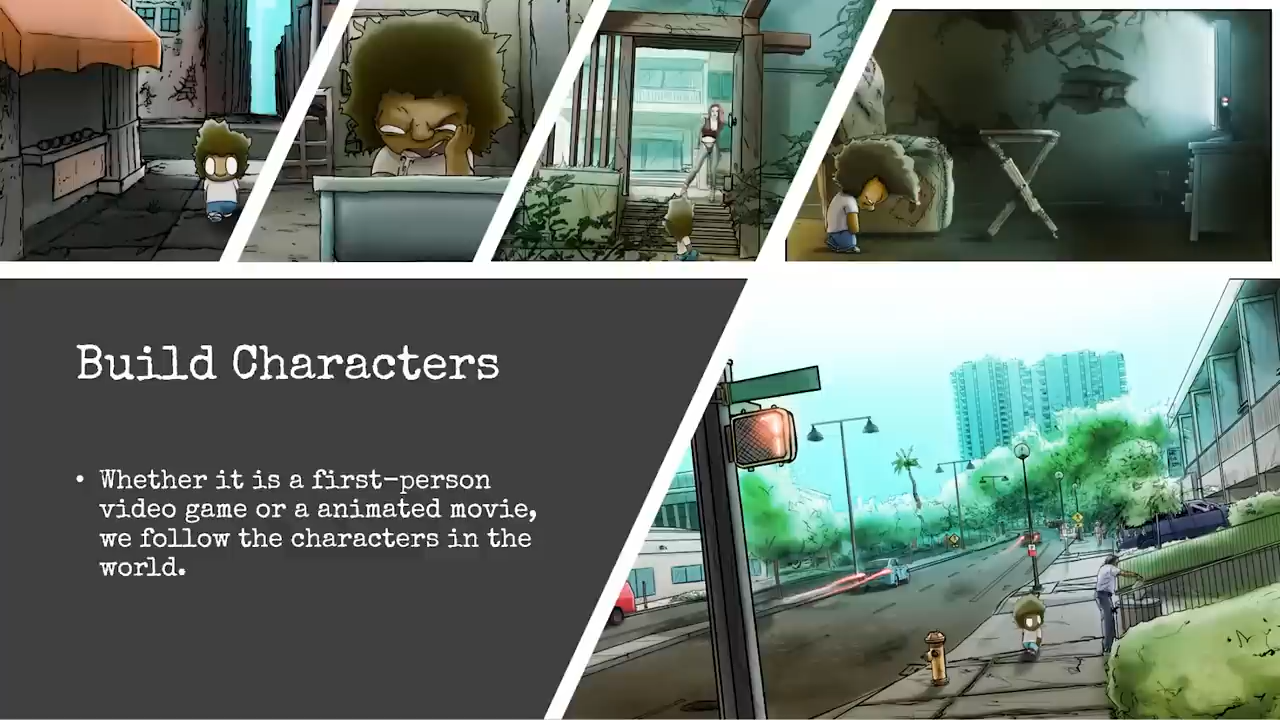 Build Characters
• Whether it is a first-person
video game or a animated movie,
we follow the characters in the
world.